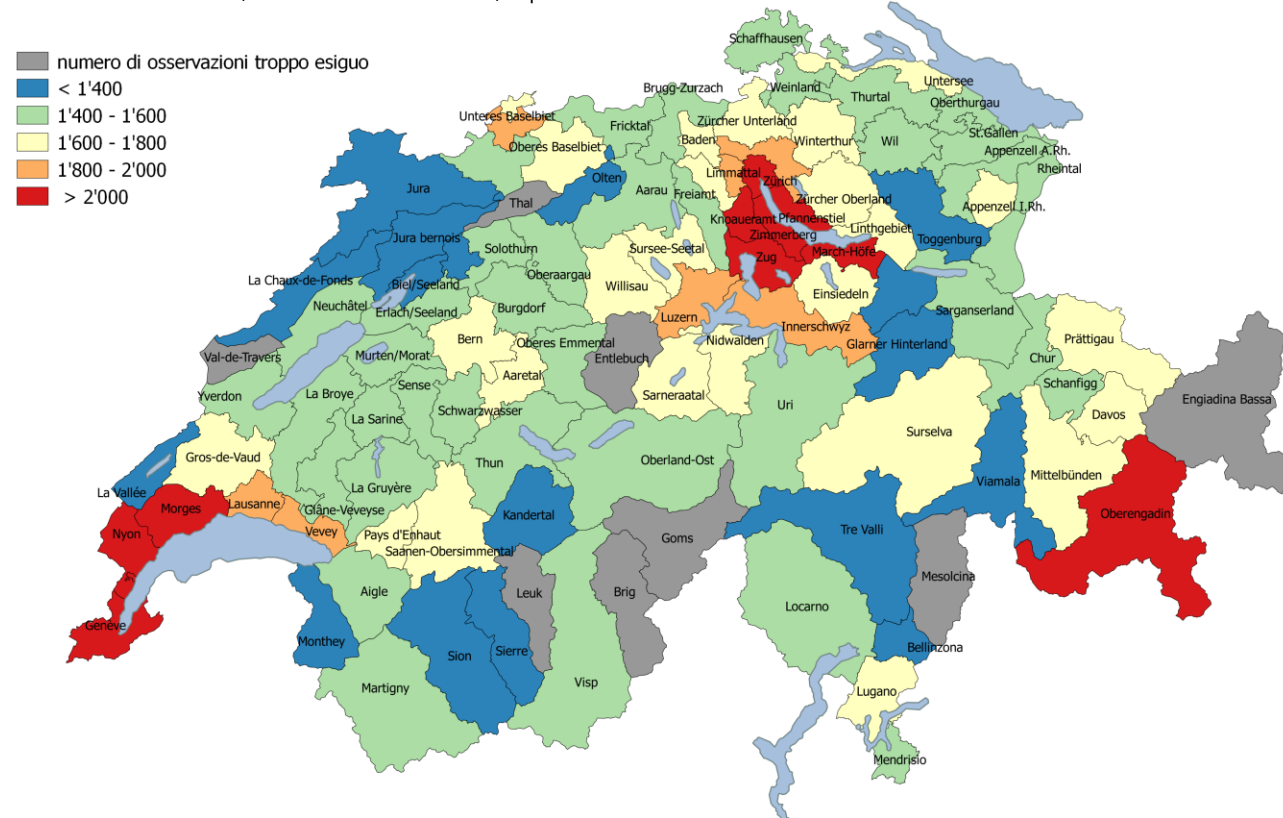 numero di osservazioni troppo esiguo
< 1'400
1'400 - 1'600
1'600 - 1'800
1'800 - 2'000
> 2'000
Schaffhausen
Brugg-Zurzach
Weinland
Untersee
Thurtal
Oberthurgau
Unteres Baselbiet
Fricktal
Zürcher Unterland
Baden
Winterthur
Wil
St.Gallen
Oberes Baselbiet
Appenzell A.Rh.
Rheintal
Jura
Olten
Aarau
Freiamt
Limmattal
Zürich
Thal
Zürcher Oberland
Appenzell I.Rh.
Knonaueramt
Pfannenstiel
Jura bernois
Zimmerberg
Linthgebiet
Toggenburg
Solothurn
Sursee-Seetal
March-Höfe
La Chaux-de-Fonds
Biel/Seeland
Oberaargau
Zug
Willisau
Einsiedeln
Neuchâtel
Erlach/Seeland
Burgdorf
Luzern
Innerschwyz
Sarganserland
Bern
Oberes Emmental
Nidwalden
Glarner Hinterland
Prättigau
Val-de-Travers
Murten/Morat
Entlebuch
Chur
Aaretal
Sense
Schanfigg
Yverdon
La Broye
Sarneraatal
Engiadina Bassa
Schwarzwasser
La Sarine
Uri
Davos
Surselva
Gros-de-Vaud
Thun
Oberland-Ost
Mittelbünden
La Vallée
La Gruyère
Viamala
Lausanne
Morges
Glâne-Veveyse
Kandertal
Oberengadin
Nyon
Vevey
Pays d'Enhaut
Tre Valli
Saanen-Obersimmental
Goms
Mesolcina
Aigle
Leuk
Brig
Locarno
Genève
Monthey
Sion
Sierre
Bellinzona
Martigny
Visp
Lugano
Mendrisio